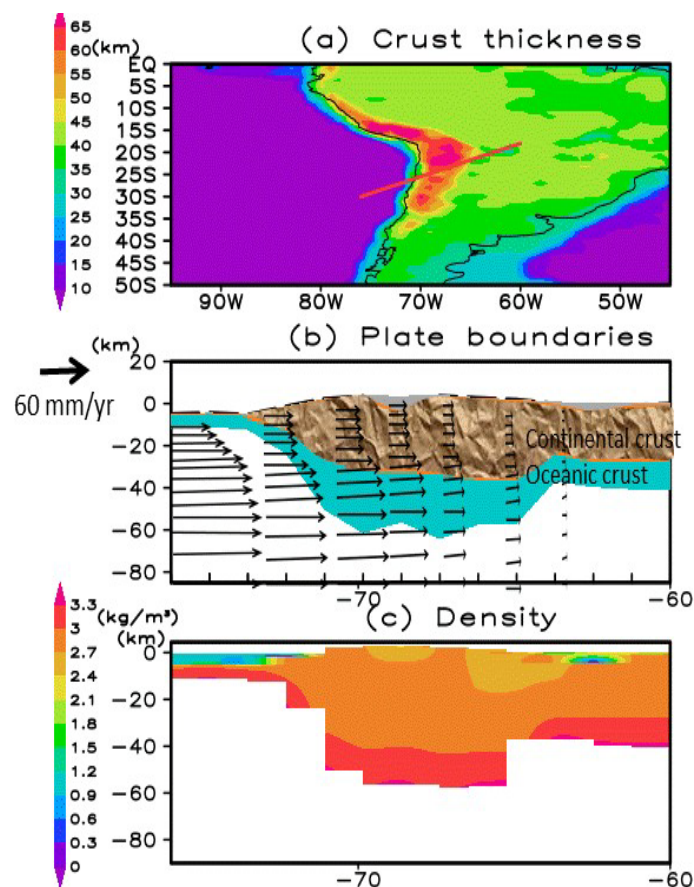 (a) Crust thickness
65
60
55
50
45
40
35
30
25
20
15
10
(km)
EQ
5S
10S
15S
20S
25S
30S
35S
40S
45S
50S
90W 80W 70W 60W 50W
(b) Plate boundaries
(km)
60 mm/yr
20
0
−20
−40
−60
−80
Continental crust
Oceanic crust
−70 −60
(c) Density
3.3
3
2.7
2.4
2.1
1.8
1.5
1.2
0.9
0.6
0.3
0
(kg/m³)
(km)
0
−20
−40
−60
−80
−70 −60